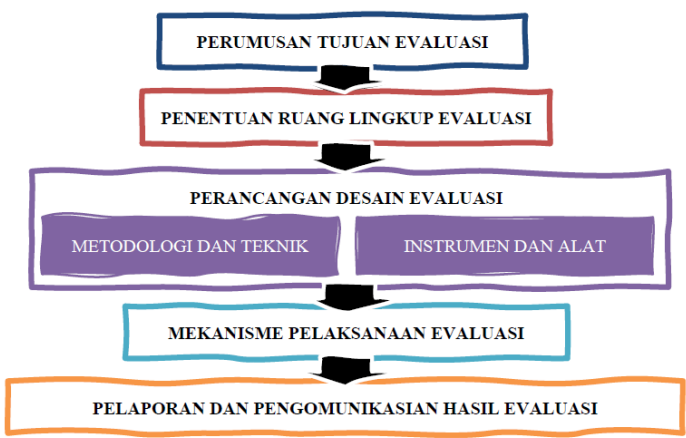 PERUMUSAN TUJUAN EVALUASI
PENENTUAN RUANG LINGKUP EVALUASI
PERANCANGAN DESAIN EVALUASI
METODOLOGI DAN TEKNIK
INSTRUMEN DAN ALAT
MEKANISME PELAKSANAAN EVALUASI
PELAPORAN DAN PENGOMUNIKASIAN HASIL EVALUASI